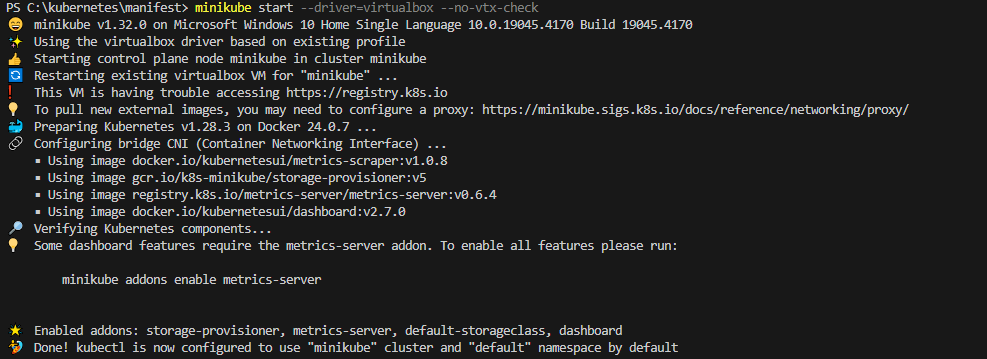 PS C:\kubernetes\manifest> minikube start --driver=virtualbox --no-vtx-check
minikube v1.32.0 on Microsoft Windows 10 Home Single Language 10.0.19045.4170 Build 19045.4170
Using the virtualbox driver based on existing profile
Starting control plane node minikube in cluster minikube
Restarting existing virtualbox VM for "minikube" ...
This VM is having trouble accessing https://registry.k8s.io
To pull new external images, you may need to configure a proxy: https://minikube.sigs.k8s.io/docs/reference/networking/proxy/
Preparing Kubernetes v1.28.3 on Docker 24.0.7 ...
Configuring bridge CNI (Container Networking Interface) ...
▪ Using image docker.io/kubernetesui/metrics-scraper:v1.0.8
▪ Using image gcr.io/k8s-minikube/storage-provisioner:v5
▪ Using image registry.k8s.io/metrics-server/metrics-server:v0.6.4
▪ Using image docker.io/kubernetesui/dashboard:v2.7.0
Verifying Kubernetes components...
Some dashboard features require the metrics-server addon. To enable all features please run:
minikube addons enable metrics-server
Enabled addons: storage-provisioner, metrics-server, default-storageclass, dashboard
Done! kubectl is now configured to use "minikube" cluster and "default" namespace by default